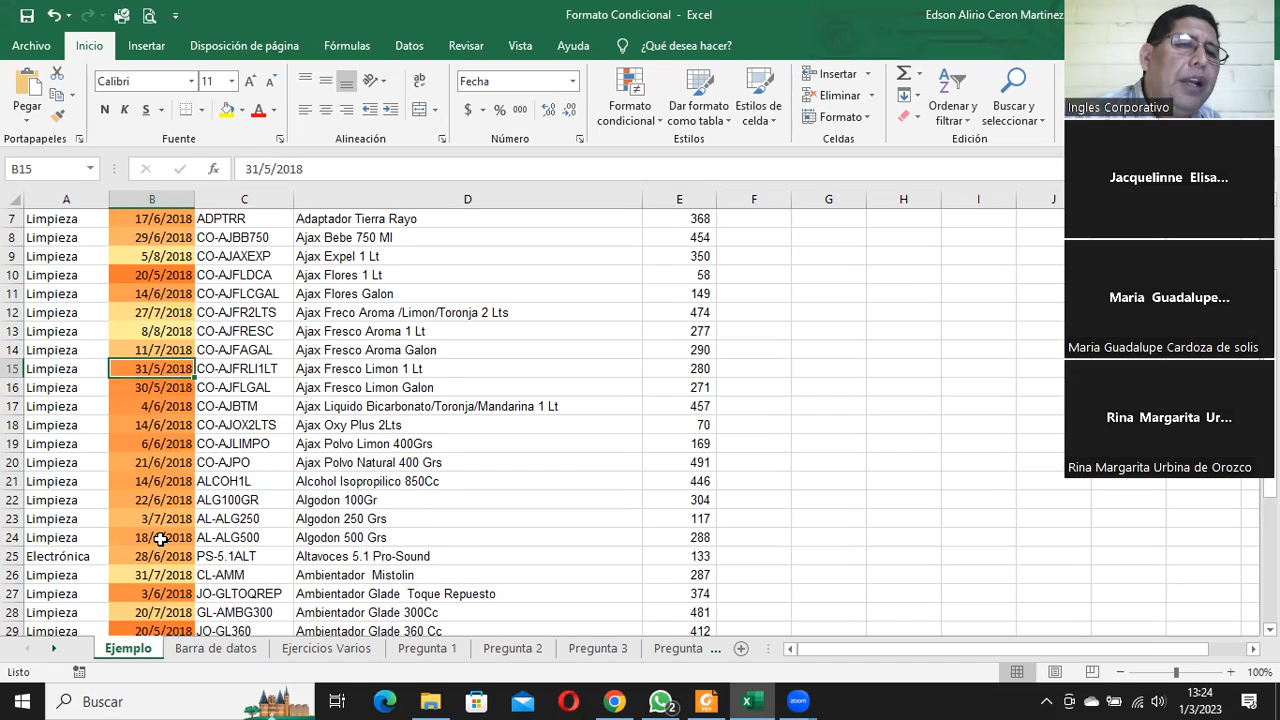 Formato Condicional - Excel
Edson Alirio Ceron Martinez
Archivo Inicio Insertar Disposición de página Fórmulas Datos Revisar Vista Ayuda ¿Qué desea hacer?
Pegar
Calibri 11
N K S
Fecha
$ % 000
Formato condicional
Dar formato como tabla
Estilos de celda
Insertar
Eliminar
Formato
Ordenar y filtrar
Buscar y seleccionar
Portapapeles Fuente Alineación Número Estilos Celdas Edición
B15 fx 31/5/2018
A B C D E F G H I J
7 Limpieza 17/6/2018 ADPTRR Adaptador Tierra Rayo 368
8 Limpieza 29/6/2018 CO-AJBB750 Ajax Bebe 750 Ml 454
9 Limpieza 5/8/2018 CO-AJAXEXP Ajax Expel 1 Lt 350
10 Limpieza 20/5/2018 CO-AJFLDCA Ajax Flores 1 Lt 58
11 Limpieza 14/6/2018 CO-AJFLCGAL Ajax Flores Galon 149
12 Limpieza 27/7/2018 CO-AJFR2LTS Ajax Freco Aroma /Limon/Toronja 2 Lts 474
13 Limpieza 8/8/2018 CO-AJFRESC Ajax Fresco Aroma 1 Lt 277
14 Limpieza 11/7/2018 CO-AJFAGAL Ajax Fresco Aroma Galon 290
15 Limpieza 31/5/2018 CO-AJFRLI1LT Ajax Fresco Limon 1 Lt 280
16 Limpieza 30/5/2018 CO-AJFLGAL Ajax Fresco Limon Galon 271
17 Limpieza 4/6/2018 CO-AJBTM Ajax Liquido Bicarbonato/Toronja/Mandarina 1 Lt 457
18 Limpieza 14/6/2018 CO-AJOX2LTS Ajax Oxy Plus 2Lts 70
19 Limpieza 6/6/2018 CO-AJLIMPO Ajax Polvo Limon 400Grs 169
20 Limpieza 21/6/2018 CO-AJPO Ajax Polvo Natural 400 Grs 491
21 Limpieza 14/6/2018 ALCOH1L Alcohol Isopropilico 850Cc 446
22 Limpieza 22/6/2018 ALG100GR Algodon 100Gr 304
23 Limpieza 3/7/2018 AL-ALG250 Algodon 250 Grs 117
24 Limpieza AL-ALG500 Algodon 500 Grs 288
25 Electrónica 28/6/2018 PS-5.1ALT Altavoces 5.1 Pro-Sound 133
26 Limpieza 31/7/2018 CL-AMM Ambientador Mistolin 287
27 Limpieza 3/6/2018 JO-GLTOQREP Ambientador Glade Toque Repuesto 374
28 Limpieza 20/7/2018 GL-AMBG300 Ambientador Glade 300Cc 481
29 Limpieza 20/5/2018 JO-GL360 Ambientador Glade 360 Cc 412
Ejemplo Barra de datos Ejercicios Varios Pregunta 1 Pregunta 2 Pregunta 3 Pregunta ...
Listo
100%
Buscar
2
13:24
1/3/2023
Ingles Corporativo
Jacquelinne Elisa...
Maria Guadalupe...
Maria Guadalupe Cardoza de solis
Rina Margarita Ur...
Rina Margarita Urbina de Orozco